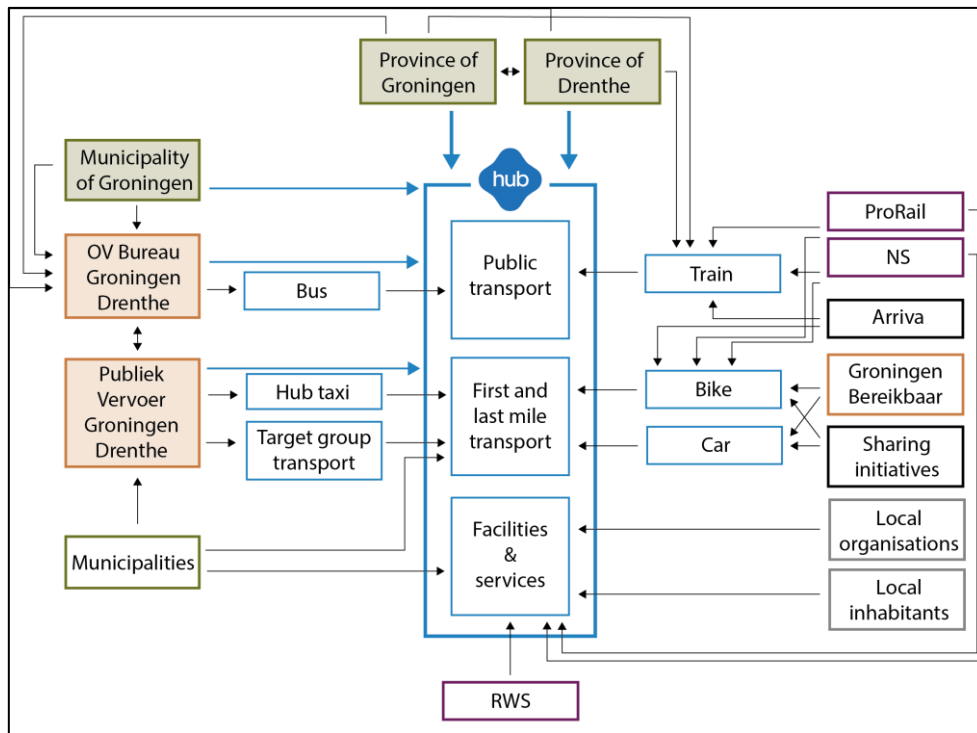 Province of
Groningen
Province of
Drenthe
Municipality
of Groningen
hub
ProRail
OV Bureau
Groningen
Drenthe
Bus
Public
transport
Train
NS
Arriva
Publiek
Vervoer
Groningen
Drenthe
Hub taxi
Target group
transport
First and
last mile
transport
Bike
Car
Groningen
Bereikbaar
Sharing
initiatives
Municipalities
Facilities
&
services
Local
organisations
Local
inhabitants
RWS